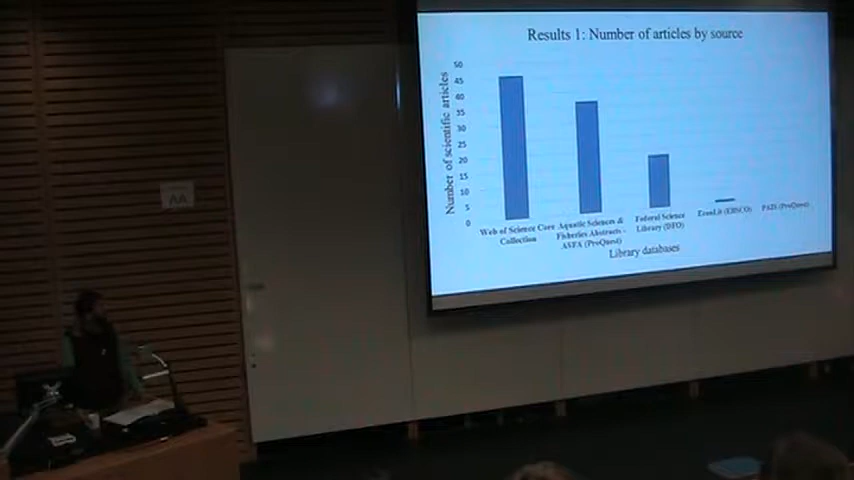 Results 1: Number of articles by source
Number of scientific articles
50
45
40
35
30
25
20
15
10
5
0
Web of Science Core
Collection
Aquatic Sciences &
Fisheries Abstracts -
ASFA (ProQuest)
Federal Science
Library (DFO)
EconLit (EBSCO)
PAIS (ProQuest)
Library databases
AA